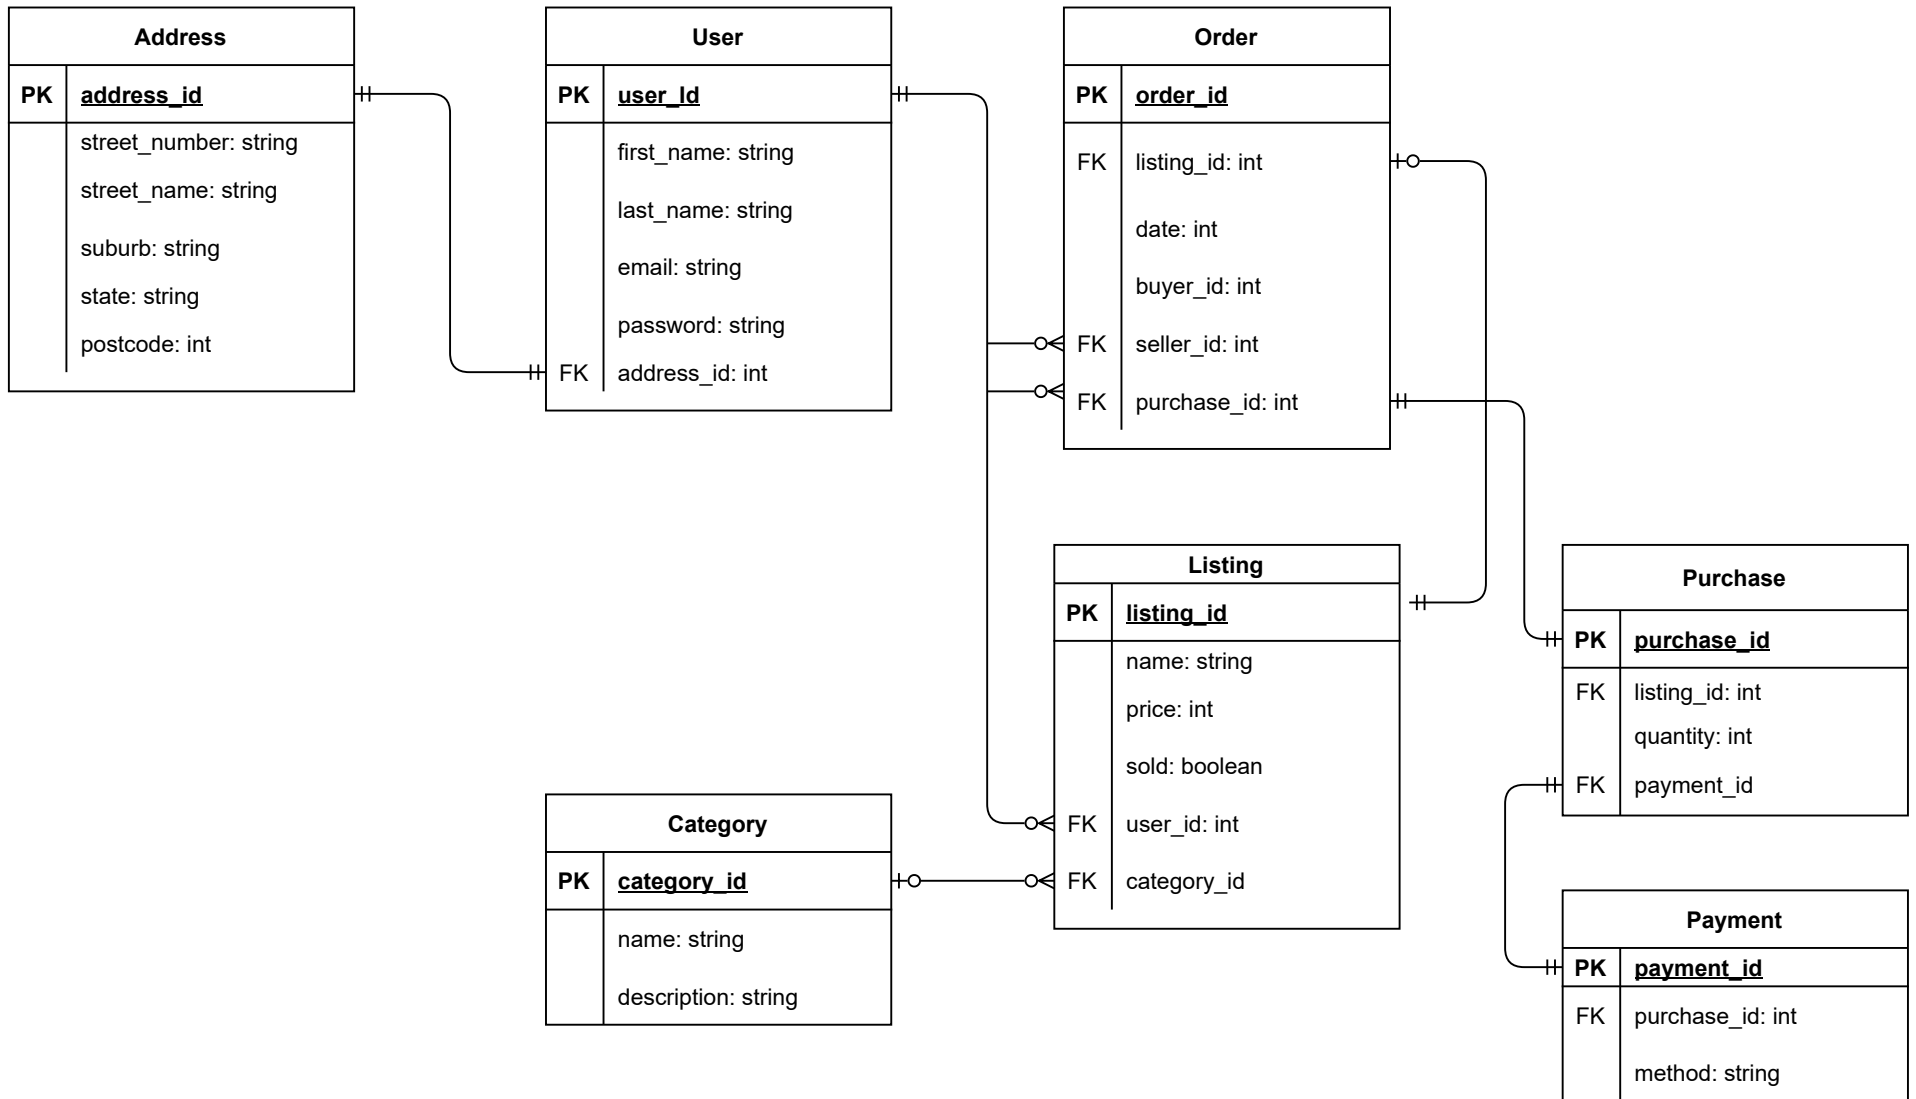 Address
PK address_id
street_number: string
street_name: string
suburb: string
state: string
postcode: int
User
PK user_Id
first_name: string
last_name: string
email: string
password: string
FK address_id: int
Order
PK order_id
FK listing_id: int
date: int
buyer_id: int
FK seller_id: int
FK purchase_id: int
Listing
PK listing_id
name: string
price: int
sold: boolean
FK user_id: int
FK category_id
Category
PK category_id
name: string
description: string
Purchase
PK purchase_id
FK listing_id: int
quantity: int
FK payment_id
Payment
PK payment_id
FK purchase_id: int
method: string